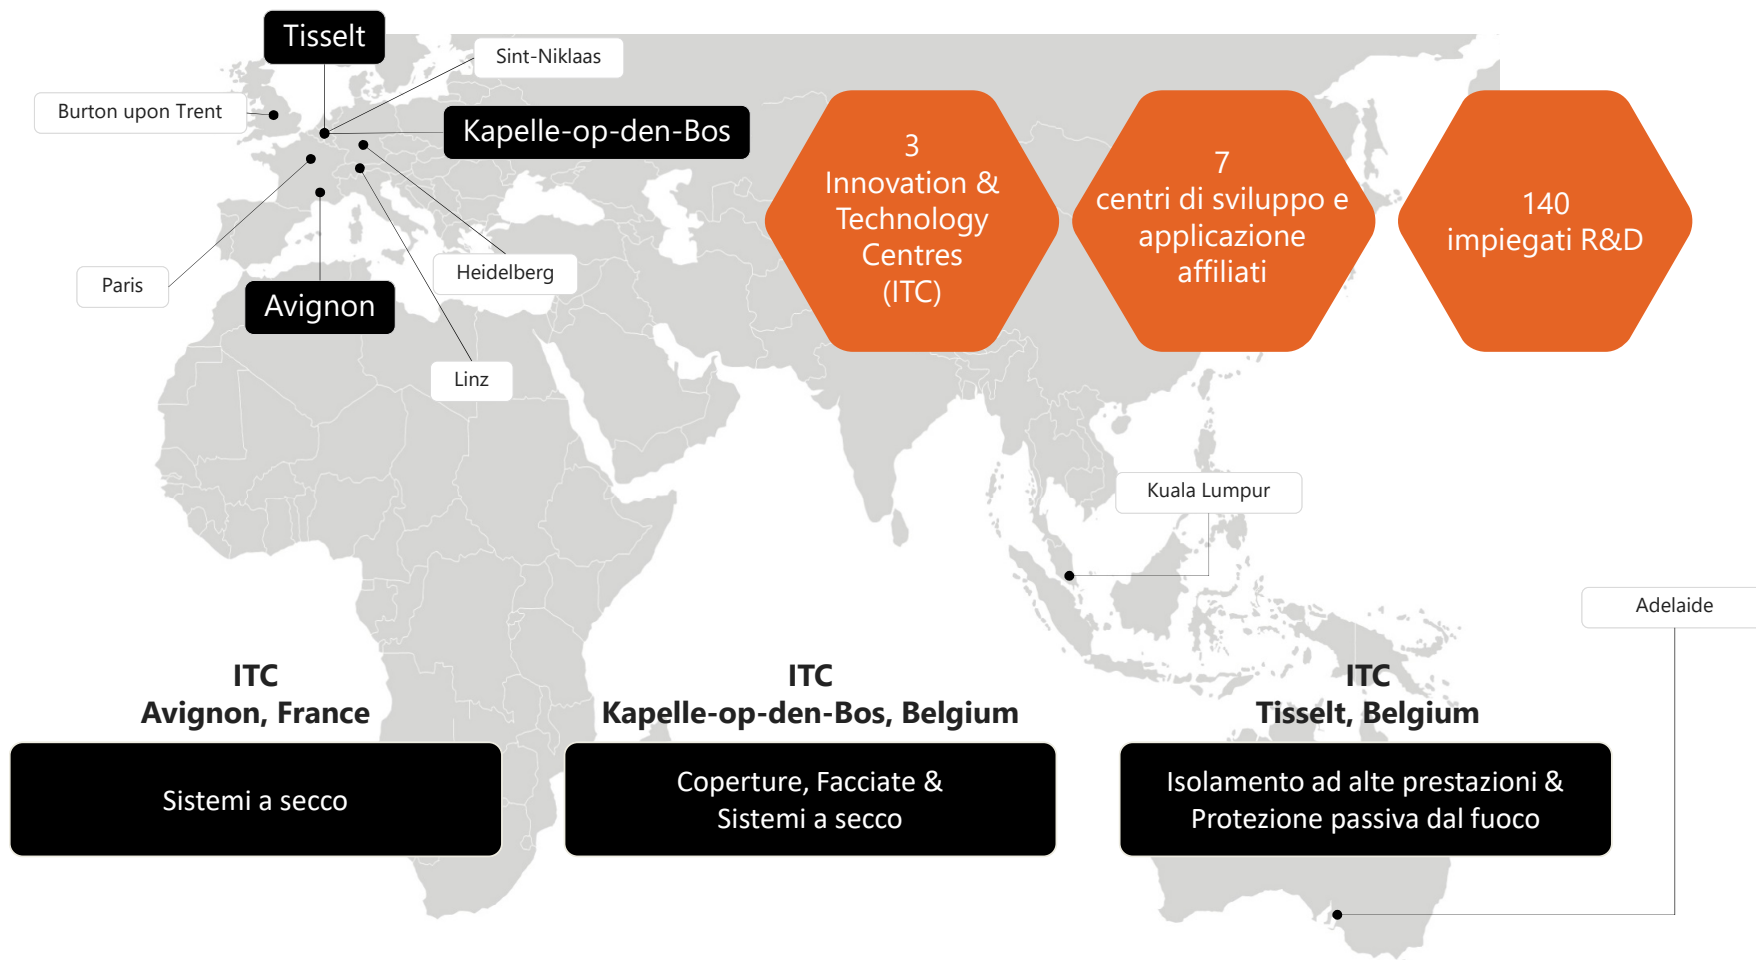 Tisselt
Sint-Niklaas
Burton upon Trent
Kapelle-op-den-Bos
Paris
Avignon
Heidelberg
Linz
3
Innovation &
Technology
Centres
(ITC)
7
centri di sviluppo e
applicazione
affiliati
140
impiegati R&D
Kuala Lumpur
Adelaide
ITC
Avignon, France
Sistemi a secco
ITC
Kapelle-op-den-Bos, Belgium
Coperture, Facciate &
Sistemi a secco
ITC
Tisselt, Belgium
Isolamento ad alte prestazioni &
Protezione passiva dal fuoco